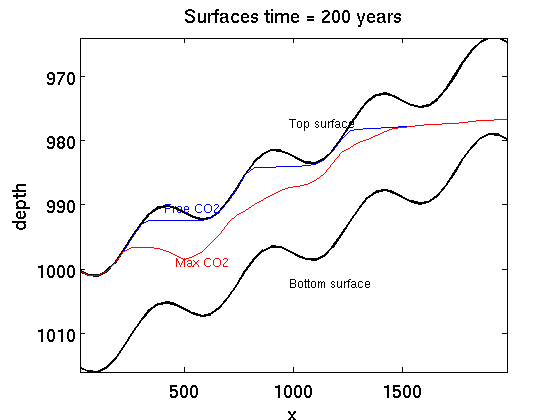 Surfaces time = 200 years
970
980
990
1000
1010
depth
Top surface
Free CO2
Max CO2
Bottom surface
500
1000
1500
x